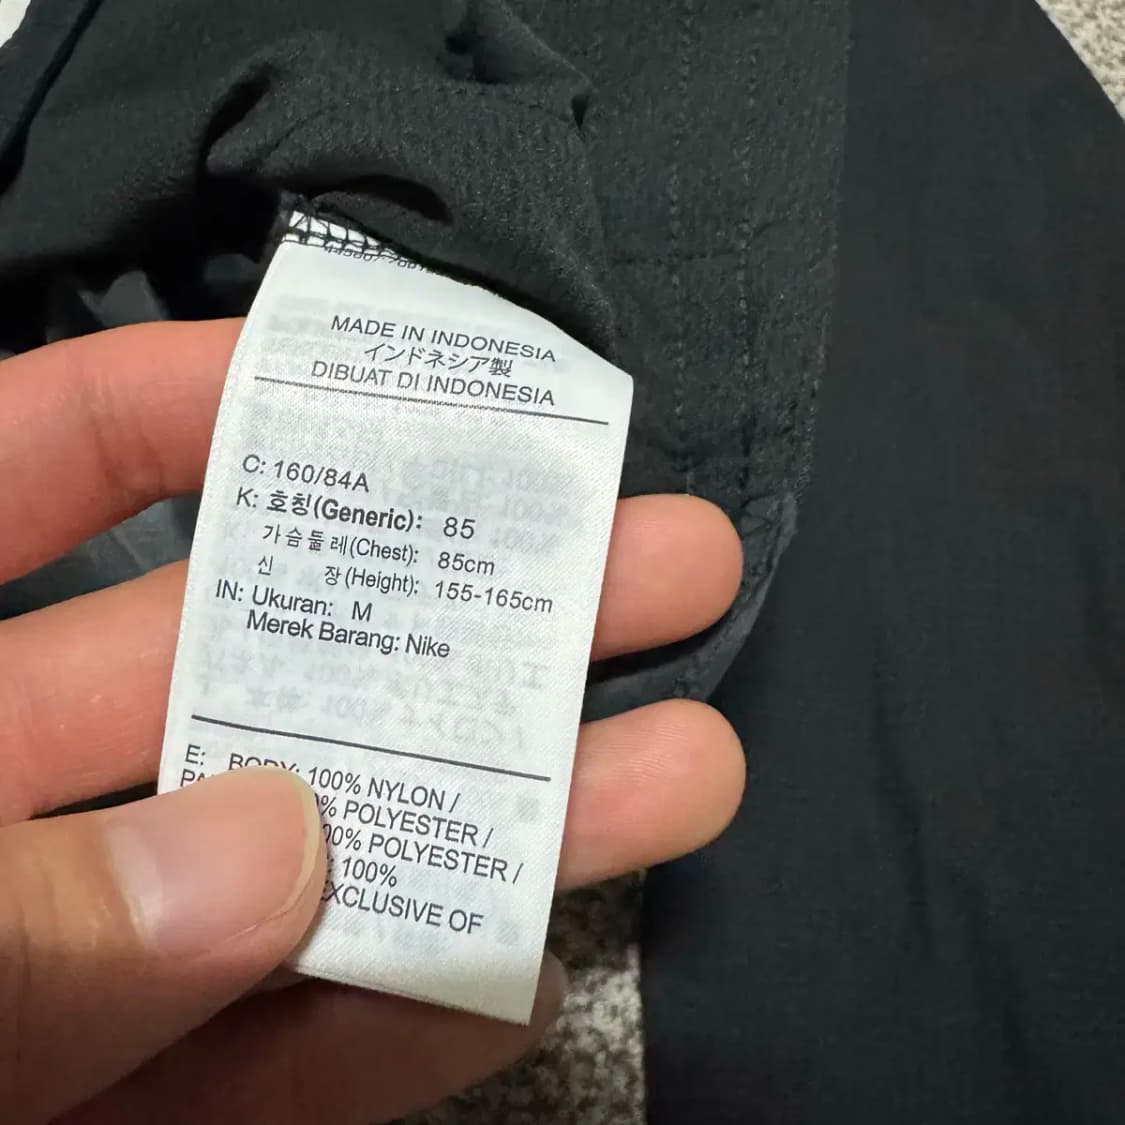 MADE IN INDONESIA
インドネシア製
DIBUAT DI INDONESIA
C: 160/84A
K: 호칭(Generic): 85
가슴둘레(Chest): 85cm
신 장(Height): 155-165cm
IN: Ukuran: M
Merek Barang: Nike
E: BODY: 100% NYLON /
% POLYESTER /
00% POLYESTER /
: 100%
EXCLUSIVE OF